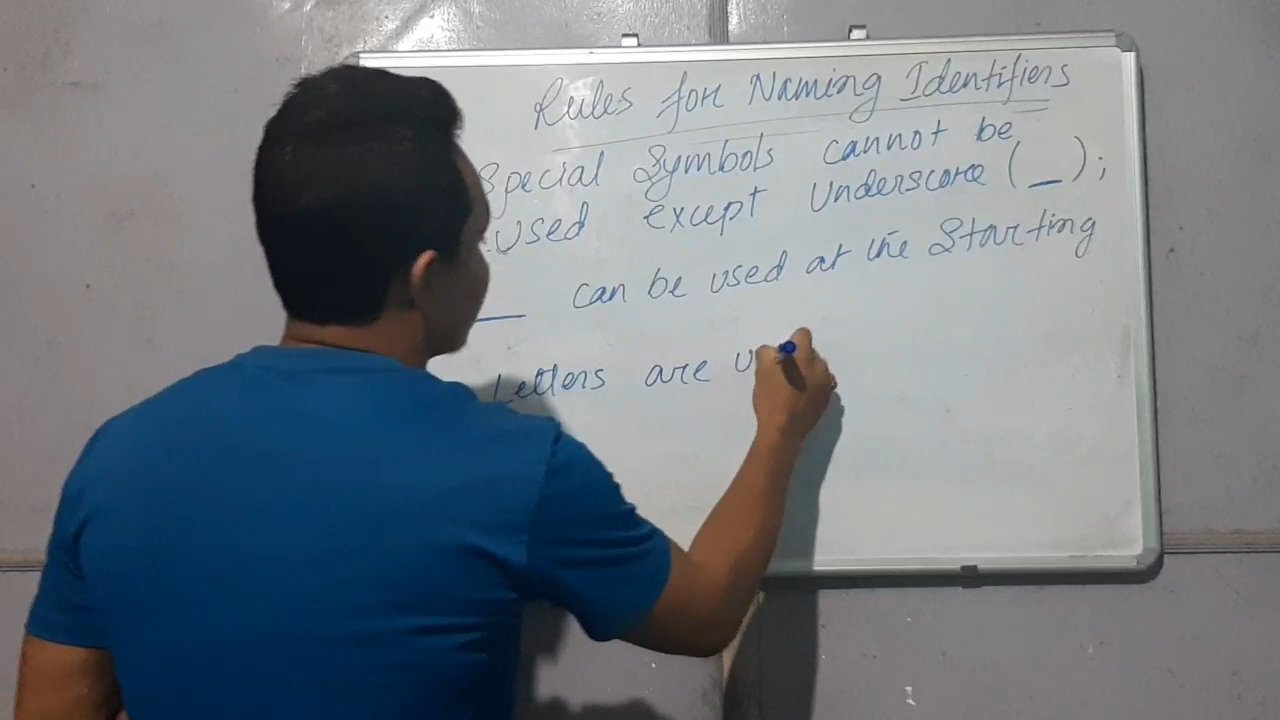 Rules for Naming Identifiers
Special Symbols cannot be
used except Underscore ( _ );
__ can be used at the Starting
Letters are u